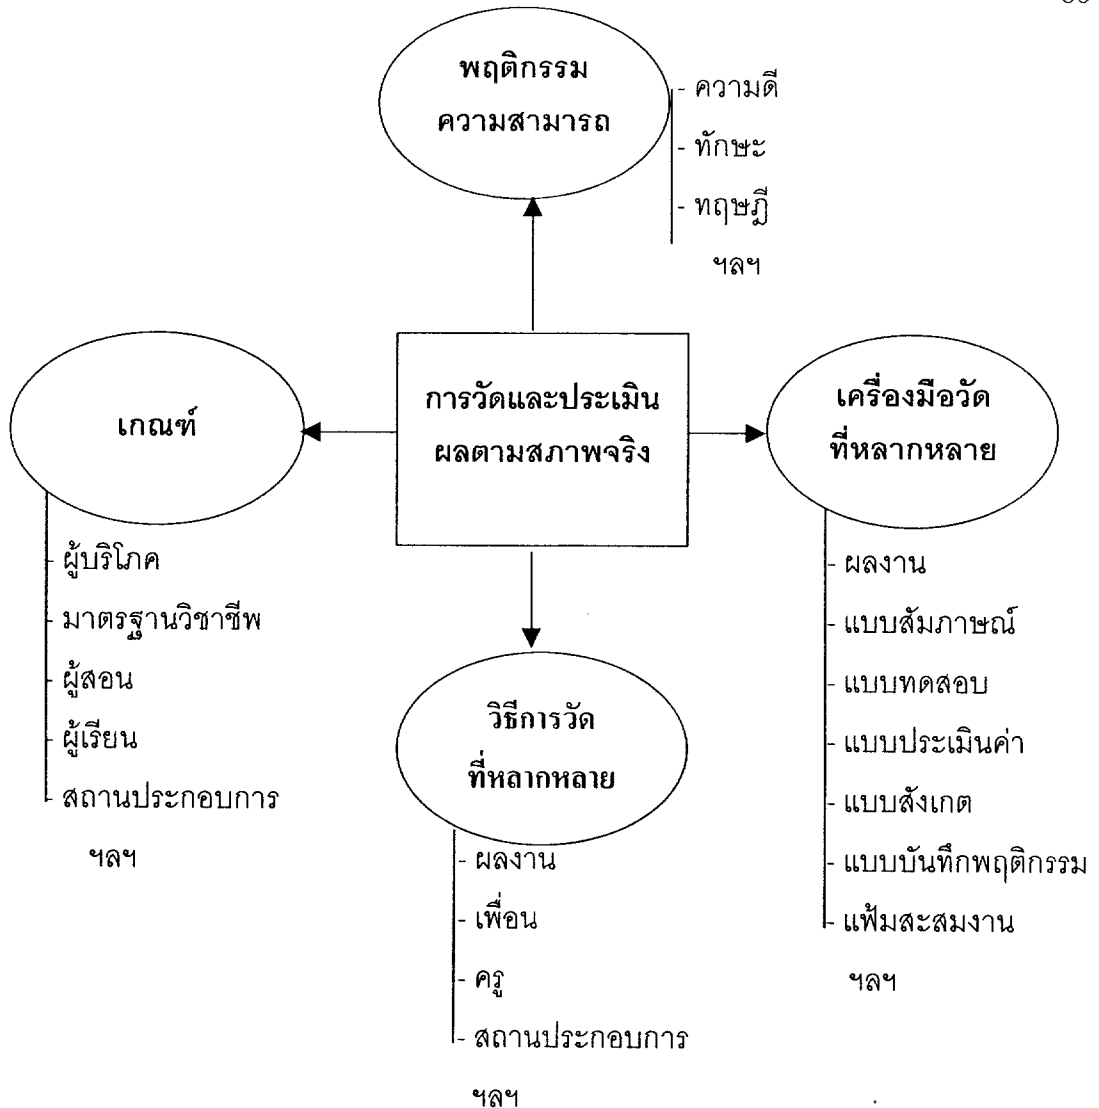 พฤติกรรม
ความสามารถ
- ความดี
- ทักษะ
- ทฤษฎี
ฯลฯ
การวัดและประเมิน
ผลตามสภาพจริง
เกณฑ์
- ผู้บริโภค
- มาตรฐานวิชาชีพ
- ผู้สอน
- ผู้เรียน
- สถานประกอบการ
ฯลฯ
เครื่องมือวัด
ที่หลากหลาย
- ผลงาน
- แบบสัมภาษณ์
- แบบทดสอบ
- แบบประเมินค่า
- แบบสังเกต
- แบบบันทึกพฤติกรรม
- แฟ้มสะสมงาน
ฯลฯ
วิธีการวัด
ที่หลากหลาย
- ผลงาน
- เพื่อน
- ครู
- สถานประกอบการ
ฯลฯ